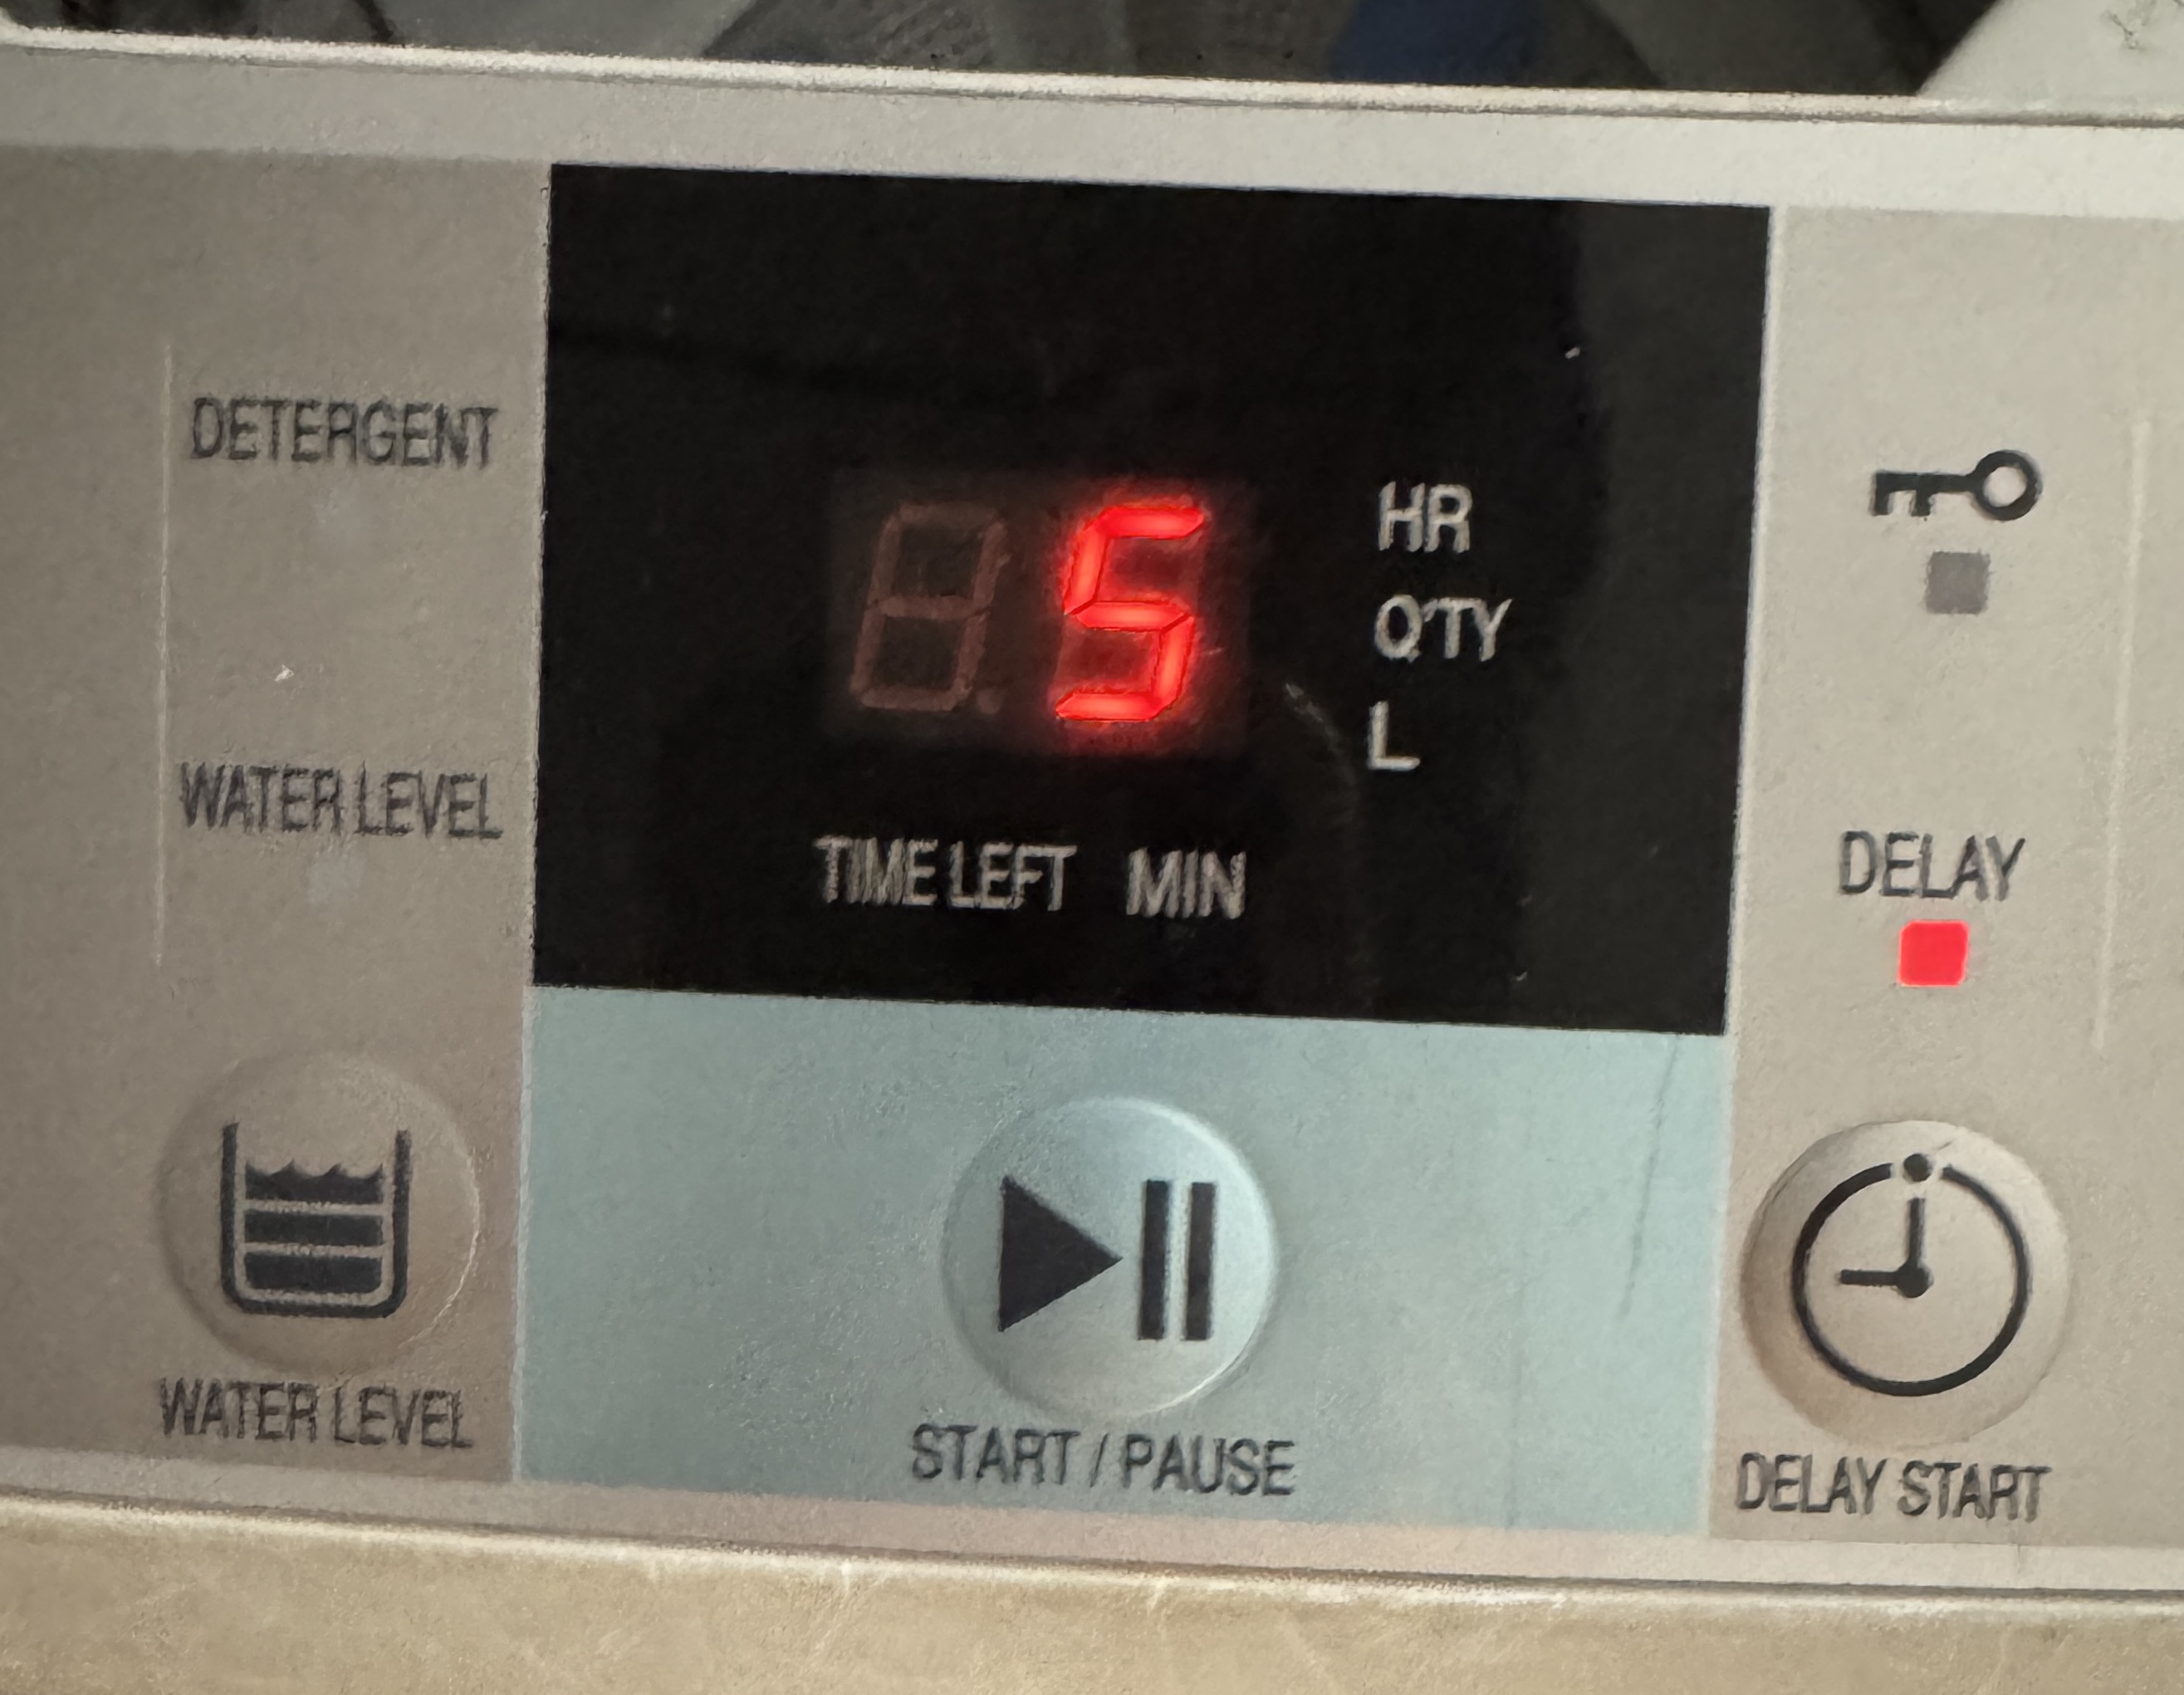 DETERGENT
WATER LEVEL
WATER LEVEL
5
HR
Q'TY
L
TIME LEFT MIN
START / PAUSE
DELAY
DELAY START